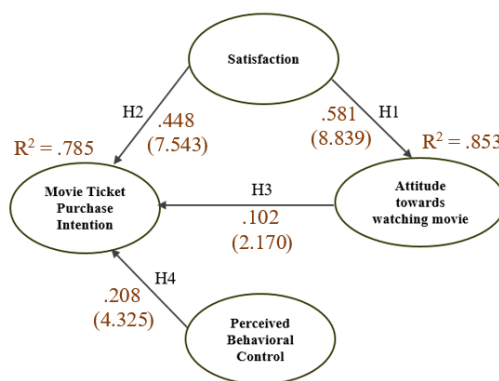 Satisfaction
H2
.448
(7.543)
.581
(8.839)
H1
R² = .785
R² = .853
Movie Ticket
Purchase
Intention
H3
.102
(2.170)
Attitude
towards
watching movie
.208
(4.325)
H4
Perceived
Behavioral
Control